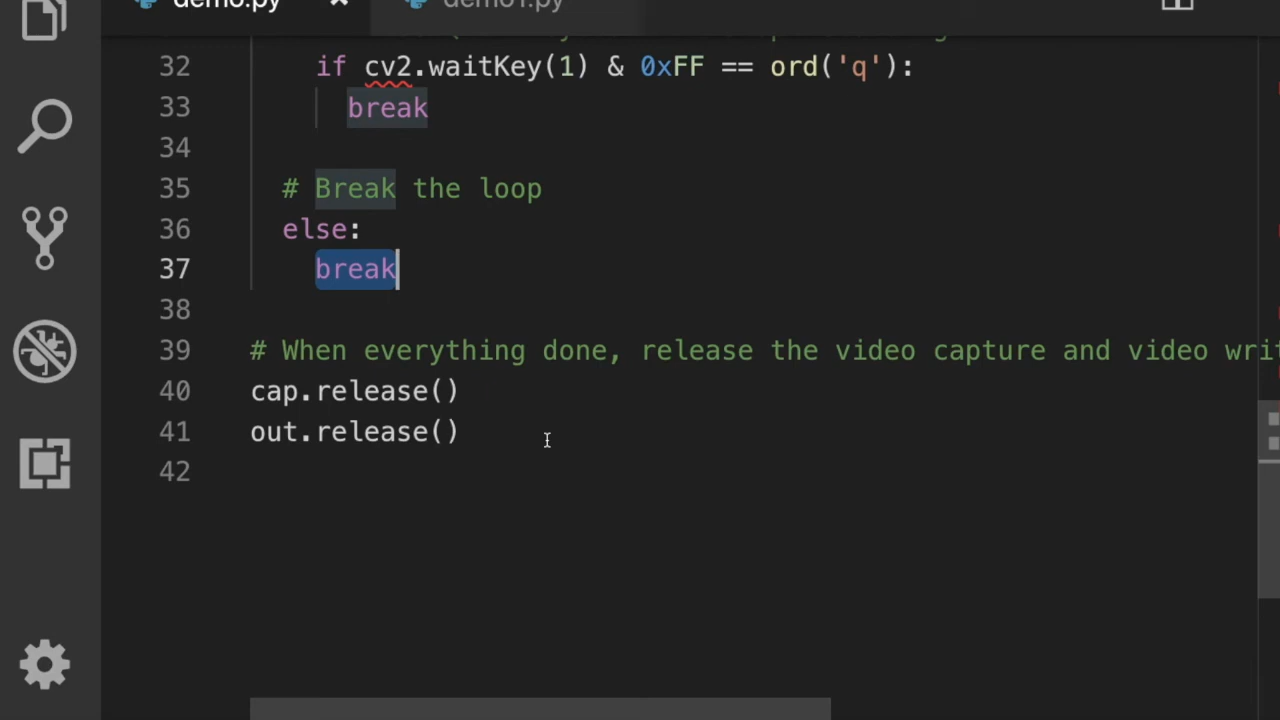 demo.py demo1.py
32 if cv2.waitKey(1) & 0xFF == ord('q'):
33 break
34
35 # Break the loop
36 else:
37 break
38
39 # When everything done, release the video capture and video
40 cap.release()
41 out.release()
42